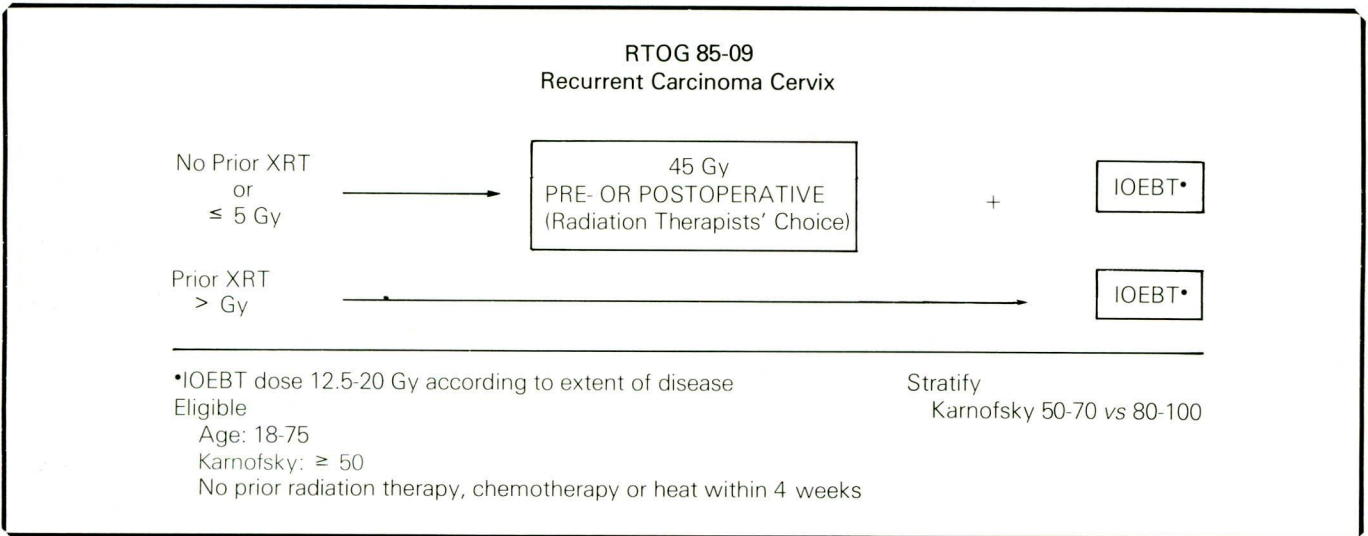 RTOG 85-09
Recurrent Carcinoma Cervix
No Prior XRT
or
≤ 5 Gy
45 Gy
PRE- OR POSTOPERATIVE
(Radiation Therapists' Choice)
+
IOEBT•
Prior XRT
> Gy
IOEBT•
•IOEBT dose 12.5-20 Gy according to extent of disease
Eligible
Age: 18-75
Karnofsky: ≥ 50
No prior radiation therapy, chemotherapy or heat within 4 weeks
Stratify
Karnofsky 50-70 vs 80-100